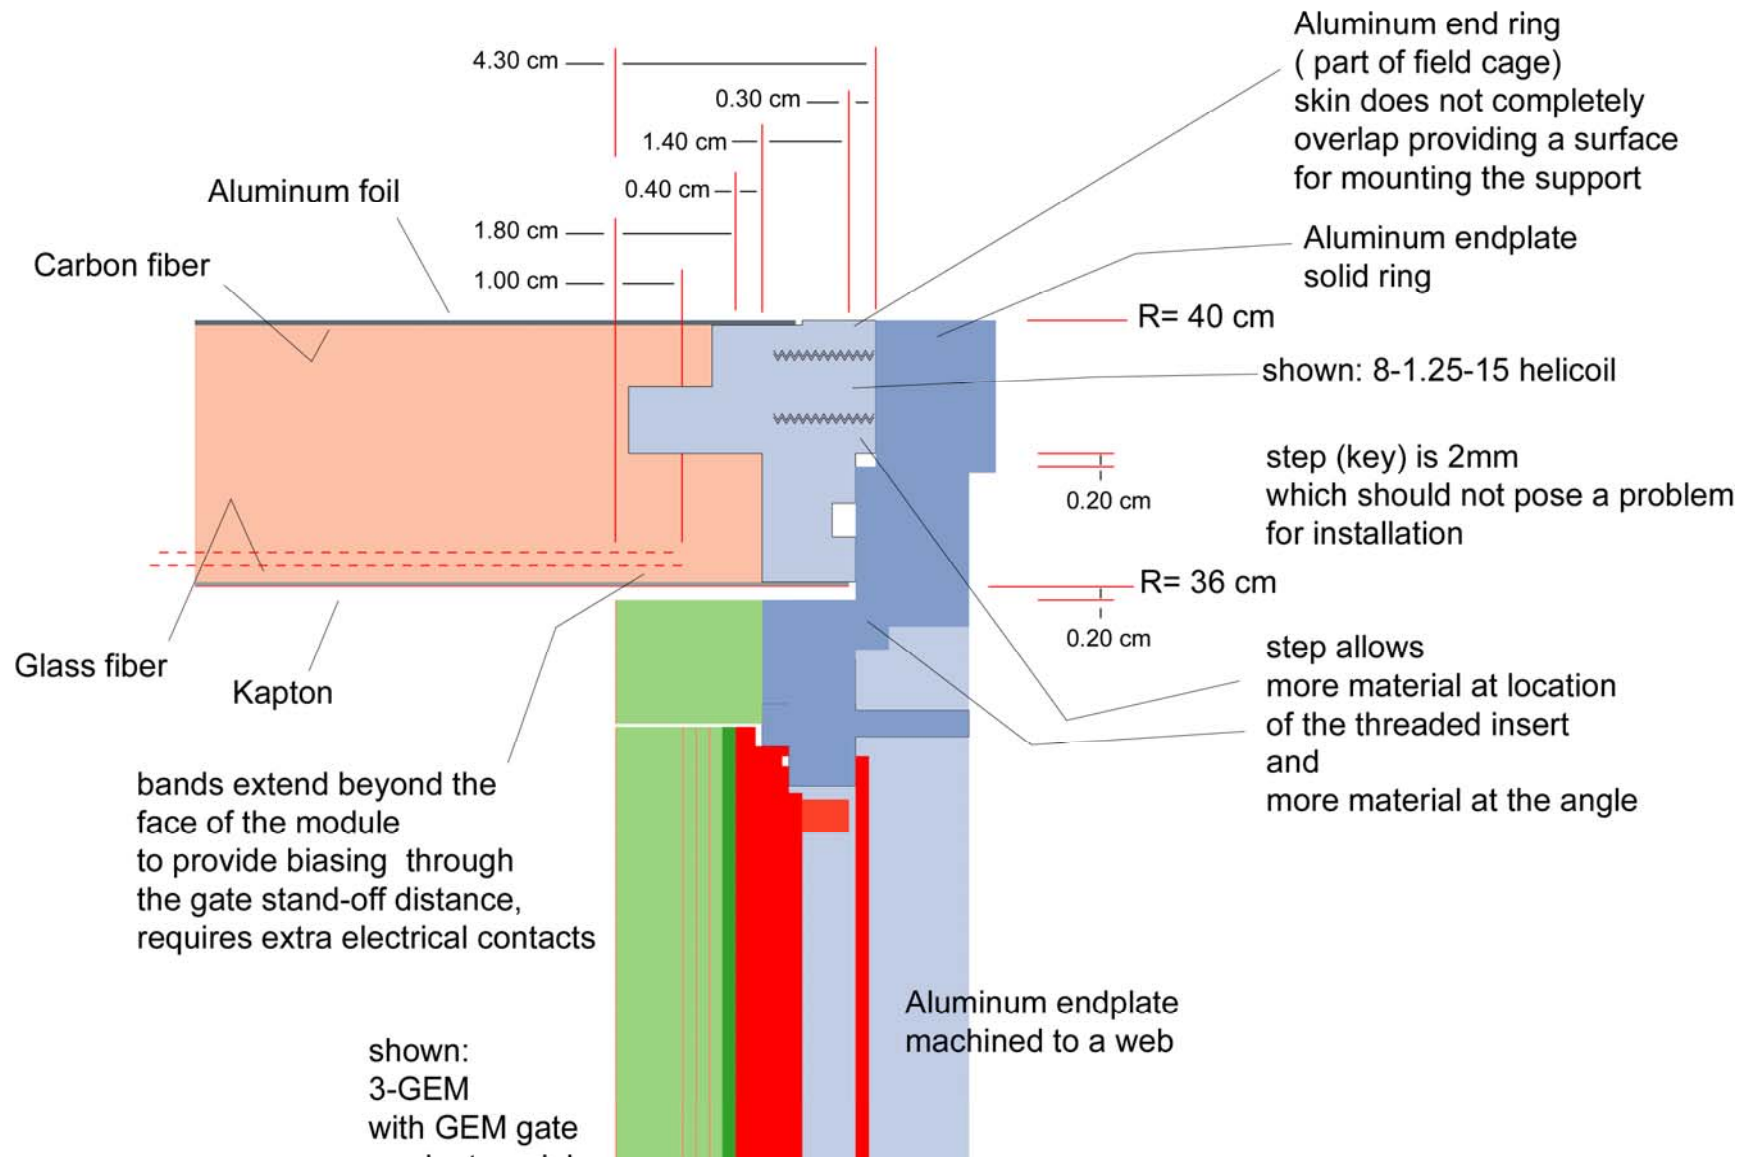 Aluminum end ring
( part of field cage)
skin does not completely
overlap providing a surface
for mounting the support
4.30 cm
0.30 cm
1.40 cm
0.40 cm
1.80 cm
1.00 cm
Aluminum foil
Carbon fiber
Aluminum endplate
solid ring
R= 40 cm
shown: 8-1.25-15 helicoil
step (key) is 2mm
which should not pose a problem
for installation
0.20 cm
R= 36 cm
0.20 cm
Glass fiber
Kapton
step allows
more material at location
of the threaded insert
and
more material at the angle
bands extend beyond the
face of the module
to provide biasing through
the gate stand-off distance,
requires extra electrical contacts
Aluminum endplate
machined to a web
shown:
3-GEM
with GEM gate